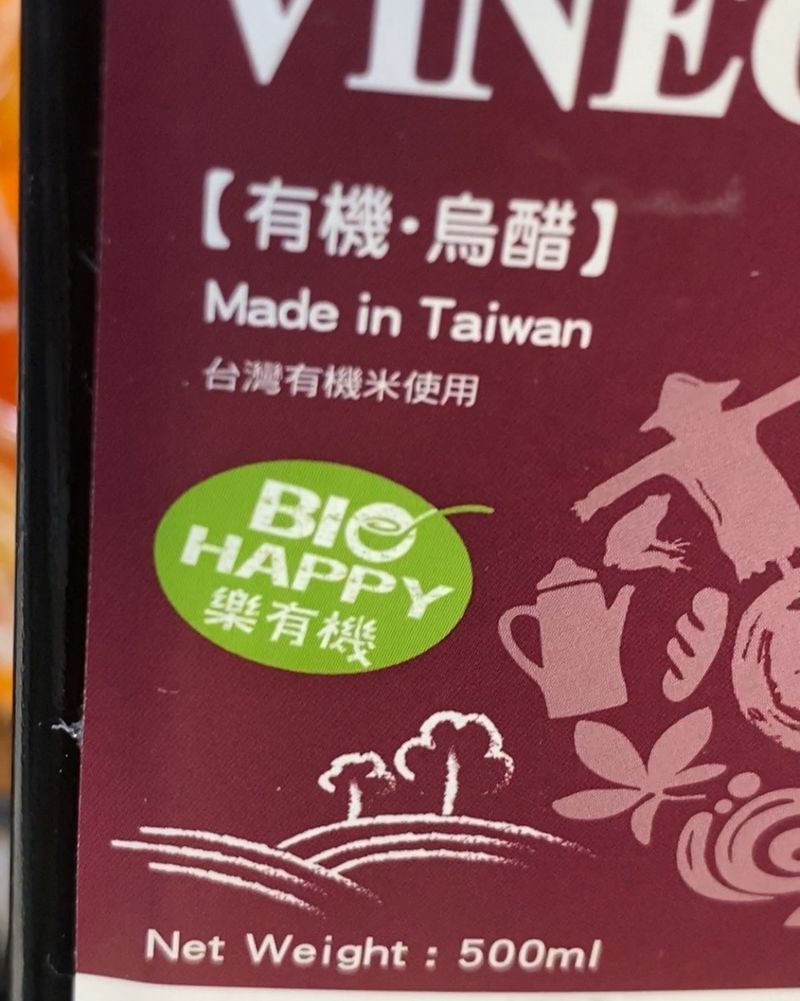 VINEG
【有機·烏醋】
Made in Taiwan
台灣有機米使用
BIO
HAPPY
樂有機
Net Weight : 500ml